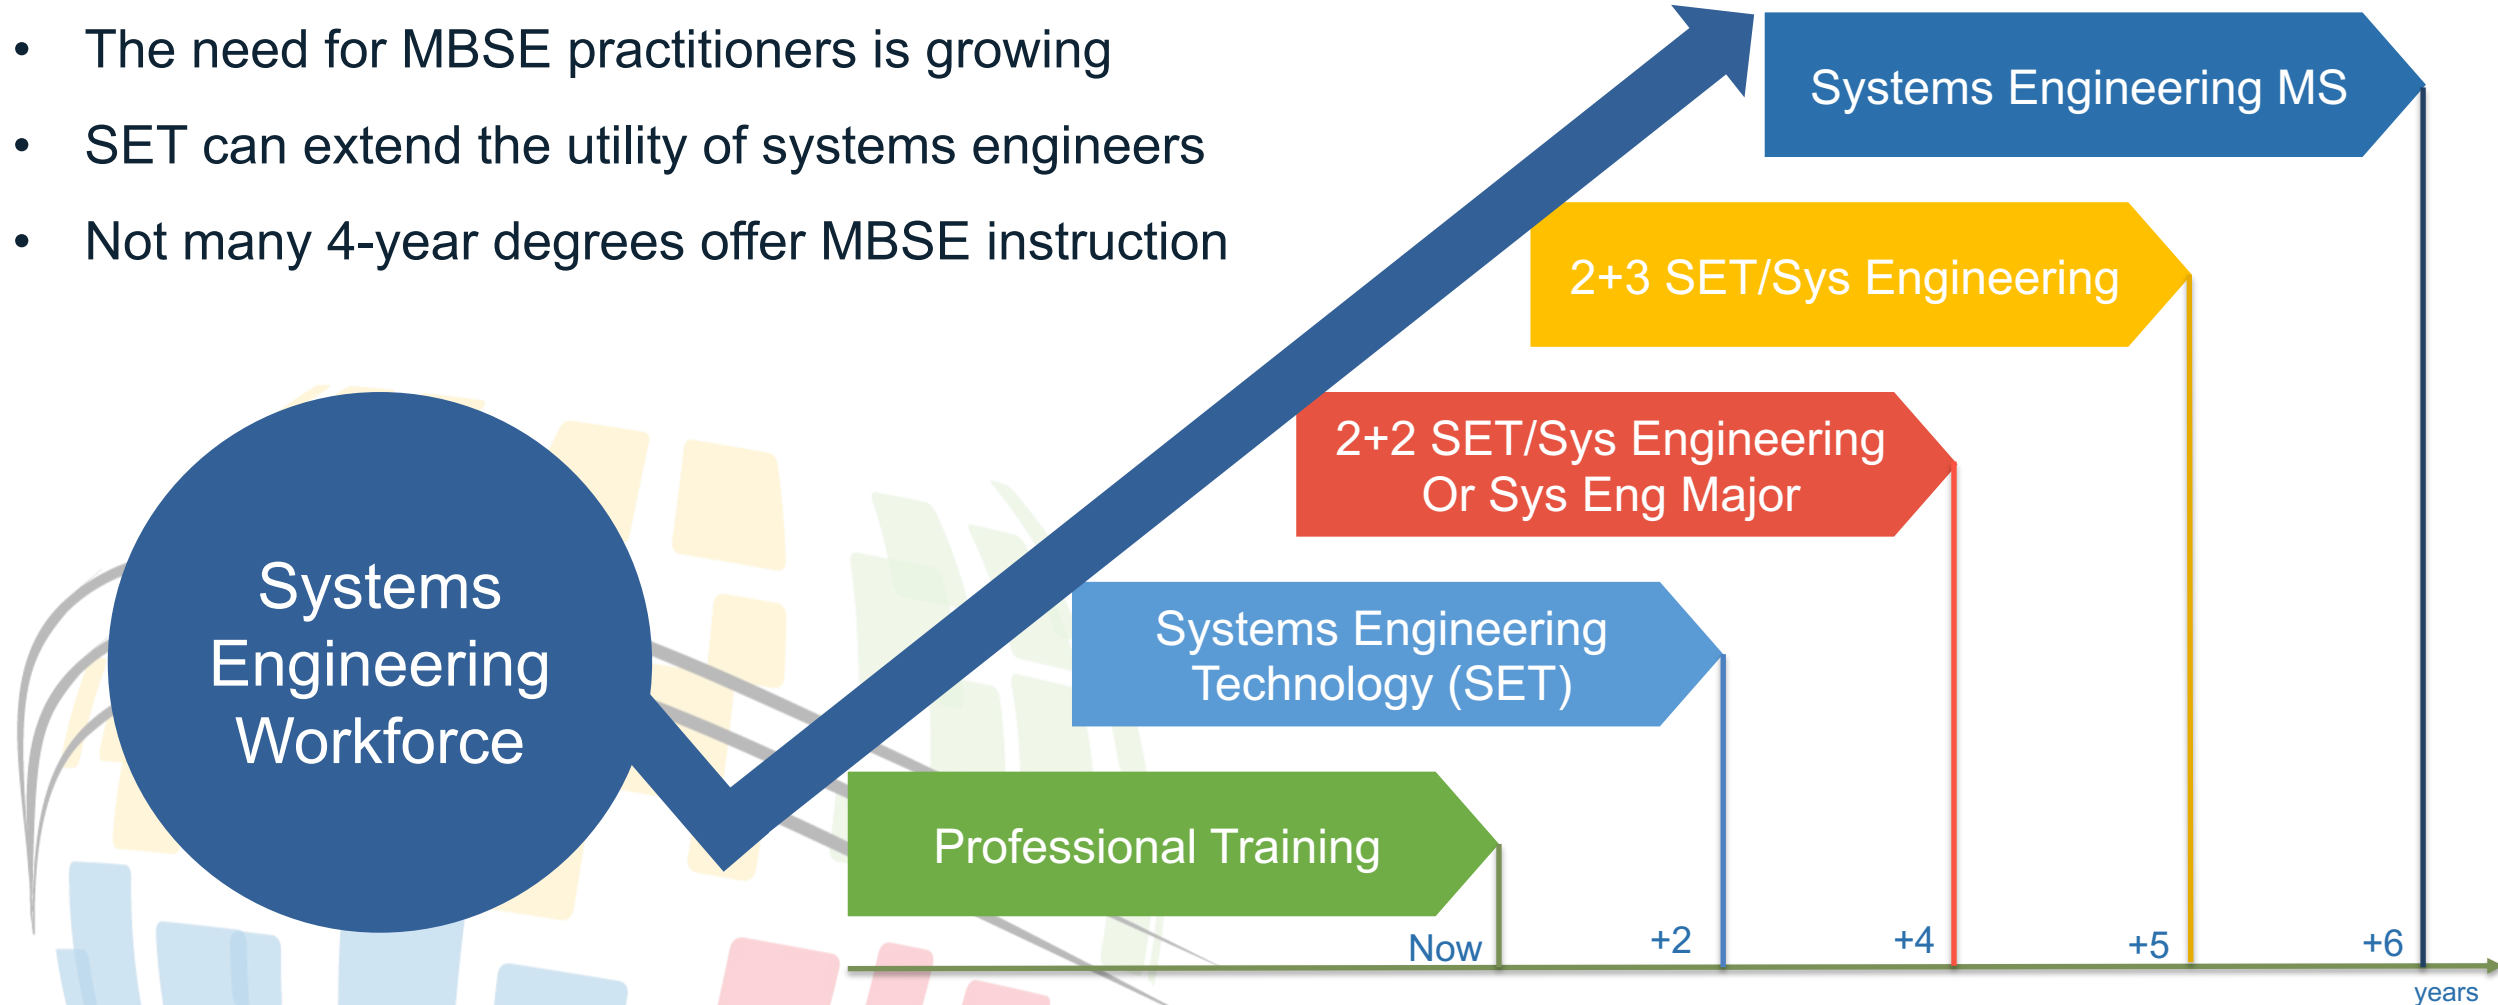 • The need for MBSE practitioners is growing
• SET can extend the utility of systems engineers
• Not many 4-year degrees offer MBSE instruction
Systems Engineering MS
2+3 SET/Sys Engineering
2+2 SET/Sys Engineering
Or Sys Eng Major
Systems Engineering
Technology (SET)
Professional Training
Systems
Engineering
Workforce
Now
+2
+4
+5
+6
years